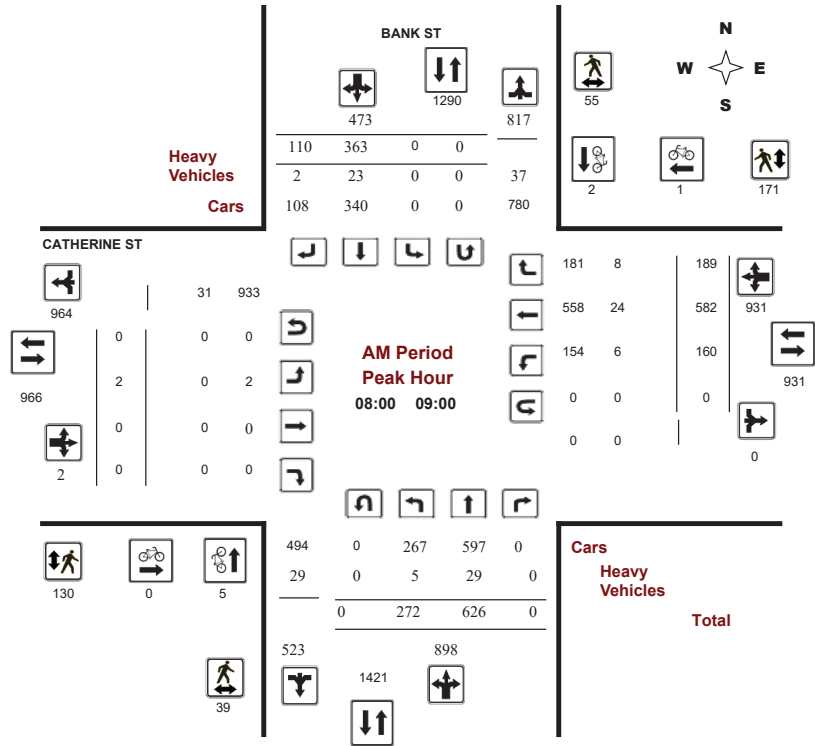 BANK ST
N
W E
S
1290
55
473 817
110 363 0 0
Heavy
Vehicles
2 23 0 0 37
Cars
108 340 0 0 780
2 1 171
CATHERINE ST
964
31 933
181 8 189
931
0 0 0
558 24 582
966
2 0 2
AM Period
Peak Hour
08:00 09:00
154 6 160
931
0 0 0
0 0 0
2
0 0 0
0 0
0
494 0 267 597 0
Cars
29 0 5 29 0
Heavy
Vehicles
130 0 5
0 272 626 0
Total
523 898
1421
39